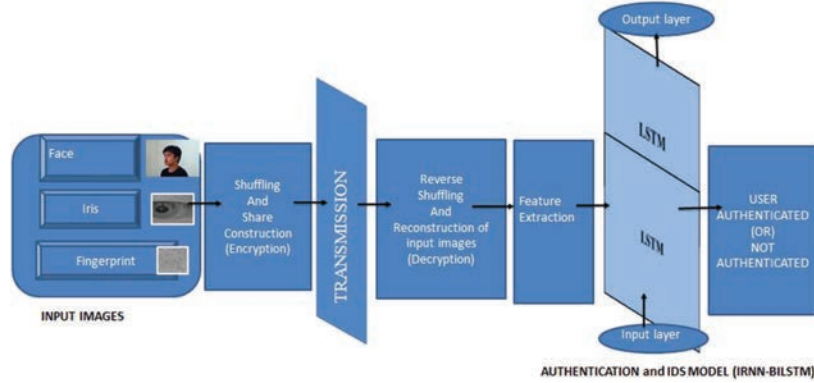 Face
Iris
Fingerprint
INPUT IMAGES
Shuffling
And
Share
Construction
(Encryption)
TRANSMISSION
Reverse
Shuffling
And
Reconstruction of
input images
(Decryption)
Feature
Extraction
Output layer
LSTM
LSTM
Input layer
USER
AUTHENTICATED
(OR)
NOT
AUTHENTICATED
AUTHENTICATION and IDS MODEL (IRNN-BILSTM)